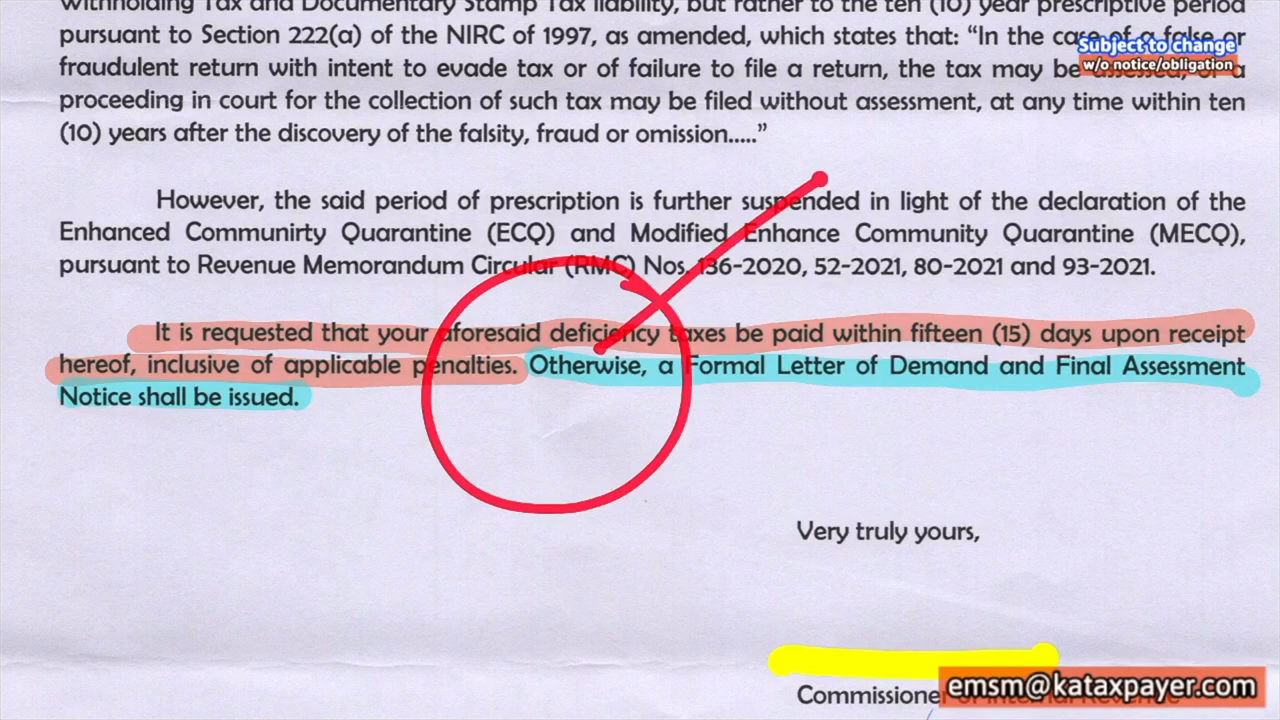 withholding Tax and Documentary Stamp Tax liability, but rather to the ten (10) year prescriptive period
pursuant to Section 222(a) of the NIRC of 1997, as amended, which states that: “In the case of a false or
Subject to change
fraudulent return with intent to evade tax or of failure to file a return, the tax may be assessed, or a
w/o notice/obligation
proceeding in court for the collection of such tax may be filed without assessment, at any time within ten
(10) years after the discovery of the falsity, fraud or omission.....”
However, the said period of prescription is further suspended in light of the declaration of the
Enhanced Communirty Quarantine (ECQ) and Modified Enhance Community Quarantine (MECQ),
pursuant to Revenue Memorandum Circular (RMC) Nos. 136-2020, 52-2021, 80-2021 and 93-2021.
It is requested that your aforesaid deficiency taxes be paid within fifteen (15) days upon receipt
hereof, inclusive of applicable penalties. Otherwise, a Formal Letter of Demand and Final Assessment
Notice shall be issued.
Very truly yours,
Commissioner
emsm@kataxpayer.com